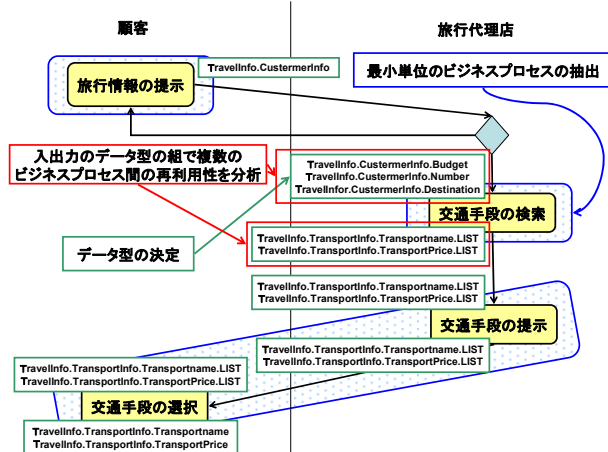 顧客
旅行代理店
TravelInfo.CustermerInfo
旅行情報の提示
最小単位のビジネスプロセスの抽出
入出力のデータ型の組で複数の
ビジネスプロセス間の再利用性を分析
TravelInfo.CustermerInfo.Budget
TravelInfo.CustermerInfo.Number
TravelInfor.CustermerInfo.Destination
交通手段の検索
データ型の決定
TravelInfo.TransportInfo.Transportname.LIST
TravelInfo.TransportInfo.TransportPrice.LIST
TravelInfo.TransportInfo.Transportname.LIST
TravelInfo.TransportInfo.TransportPrice.LIST
交通手段の提示
TravelInfo.TransportInfo.Transportname.LIST
TravelInfo.TransportInfo.TransportPrice.LIST
TravelInfo.TransportInfo.Transportname.LIST
TravelInfo.TransportInfo.TransportPrice.LIST
交通手段の選択
TravelInfo.TransportInfo.Transportname
TravelInfo.TransportInfo.TransportPrice